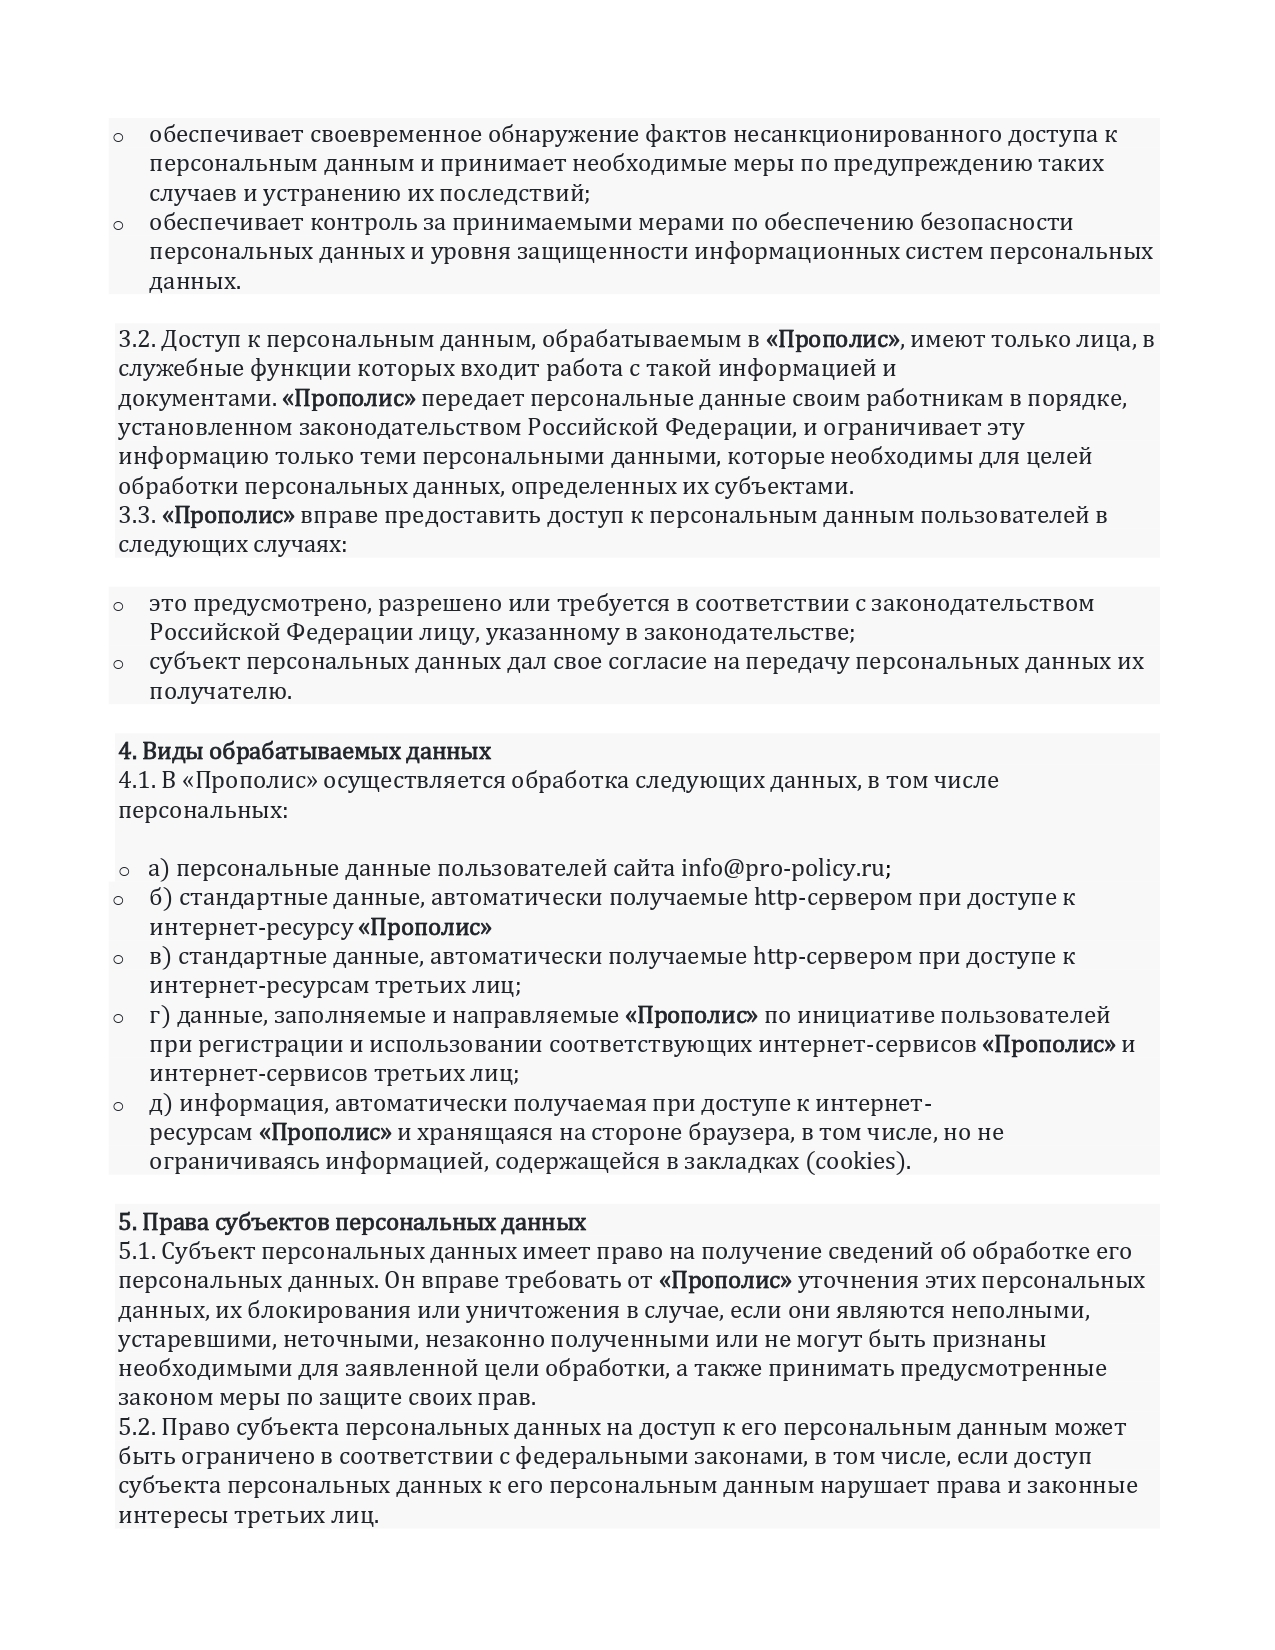 o обеспечивает своевременное обнаружение фактов несанкционированного доступа к
персональным данным и принимает необходимые меры по предупреждению таких
случаев и устранению их последствий;
o обеспечивает контроль за принимаемыми мерами по обеспечению безопасности
персональных данных и уровня защищенности информационных систем персональных
данных.
3.2. Доступ к персональным данным, обрабатываемым в «Прополис», имеют только лица, в
служебные функции которых входит работа с такой информацией и
документами. «Прополис» передает персональные данные своим работникам в порядке,
установленном законодательством Российской Федерации, и ограничивает эту
информацию только теми персональными данными, которые необходимы для целей
обработки персональных данных, определенных их субъектами.
3.3. «Прополис» вправе предоставить доступ к персональным данным пользователей в
следующих случаях:
o это предусмотрено, разрешено или требуется в соответствии с законодательством
Российской Федерации лицу, указанному в законодательстве;
o субъект персональных данных дал свое согласие на передачу персональных данных их
получателю.
4. Виды обрабатываемых данных
4.1. В «Прополис» осуществляется обработка следующих данных, в том числе
персональных:
o а) персональные данные пользователей сайта info@pro-policy.ru;
o б) стандартные данные, автоматически получаемые http-сервером при доступе к
интернет-ресурсу «Прополис»
o в) стандартные данные, автоматически получаемые http-сервером при доступе к
интернет-ресурсам третьих лиц;
o г) данные, заполняемые и направляемые «Прополис» по инициативе пользователей
при регистрации и использовании соответствующих интернет-сервисов «Прополис» и
интернет-сервисов третьих лиц;
o д) информация, автоматически получаемая при доступе к интернет-
ресурсам «Прополис» и хранящаяся на стороне браузера, в том числе, но не
ограничиваясь информацией, содержащейся в закладках (cookies).
5. Права субъектов персональных данных
5.1. Субъект персональных данных имеет право на получение сведений об обработке его
персональных данных. Он вправе требовать от «Прополис» уточнения этих персональных
данных, их блокирования или уничтожения в случае, если они являются неполными,
устаревшими, неточными, незаконно полученными или не могут быть признаны
необходимыми для заявленной цели обработки, а также принимать предусмотренные
законом меры по защите своих прав.
5.2. Право субъекта персональных данных на доступ к его персональным данным может
быть ограничено в соответствии с федеральными законами, в том числе, если доступ
субъекта персональных данных к его персональным данным нарушает права и законные
интересы третьих лиц.